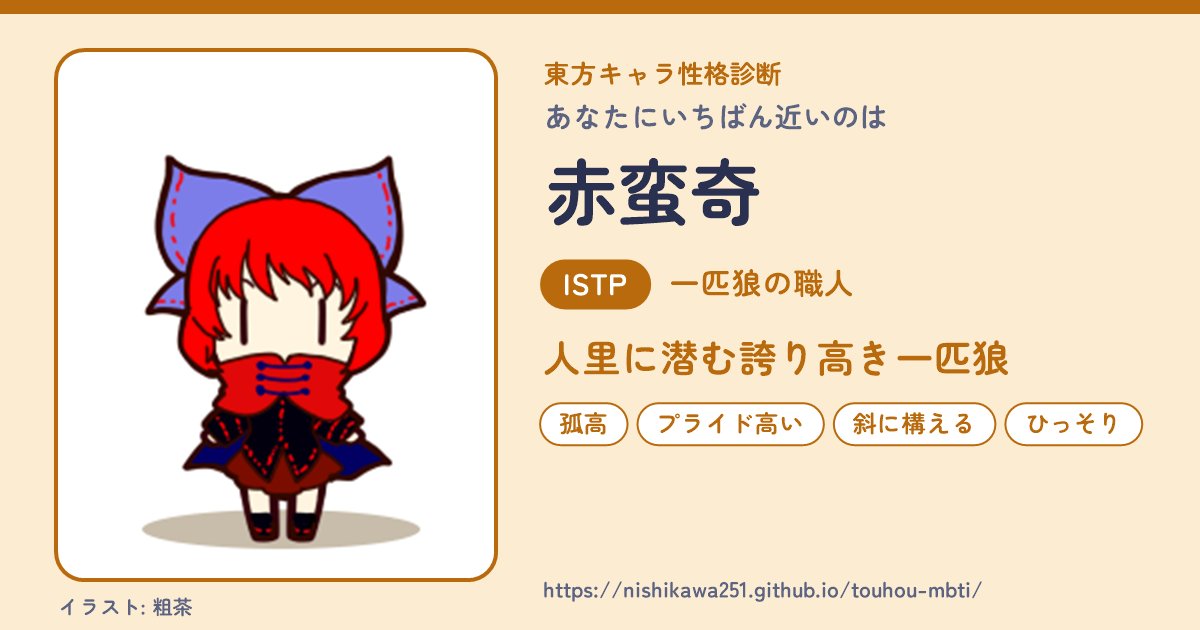 東方キャラ性格診断
あなたにいちばん近いのは
赤蛮奇
ISTP 一匹狼の職人
人里に潜む誇り高き一匹狼
孤高 プライド高い 斜に構える ひっそり
https://nishikawa251.github.io/touhou-mbti/
イラスト: 粗茶